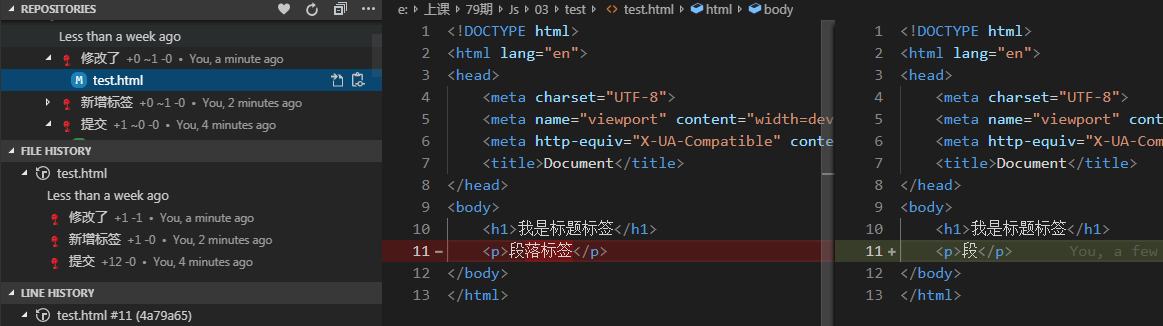 REPOSITORIES
Less than a week ago
修改了 +0 ~1 -0 • You, a minute ago
M test.html
新增标签 +0 ~1 -0 • You, 2 minutes ago
提交 +1 ~0 -0 • You, 4 minutes ago
FILE HISTORY
test.html
Less than a week ago
修改了 +1 -1 • You, a minute ago
新增标签 +1 -0 • You, 2 minutes ago
提交 +12 -0 • You, 4 minutes ago
LINE HISTORY
test.html #11 (4a79a65)
e: › 上课 › 79期 › Js › 03 › test › <> test.html › html › body
1 <!DOCTYPE html>
2 <html lang="en">
3 <head>
4 <meta charset="UTF-8">
5 <meta name="viewport" content="width=dev
6 <meta http-equiv="X-UA-Compatible" conte
7 <title>Document</title>
8 </head>
9 <body>
10 <h1>我是标题标签</h1>
11 − <p>段落标签</p>
12 </body>
13 </html>
1 <!DOCTYPE html>
2 <html lang="en">
3 <head>
4 <meta charset="UTF-8">
5 <meta name="viewport" cont
6 <meta http-equiv="X-UA-Com
7 <title>Document</title>
8 </head>
9 <body>
10 <h1>我是标题标签</h1>
11 + <p>段</p> You, a few
12 </body>
13 </html>